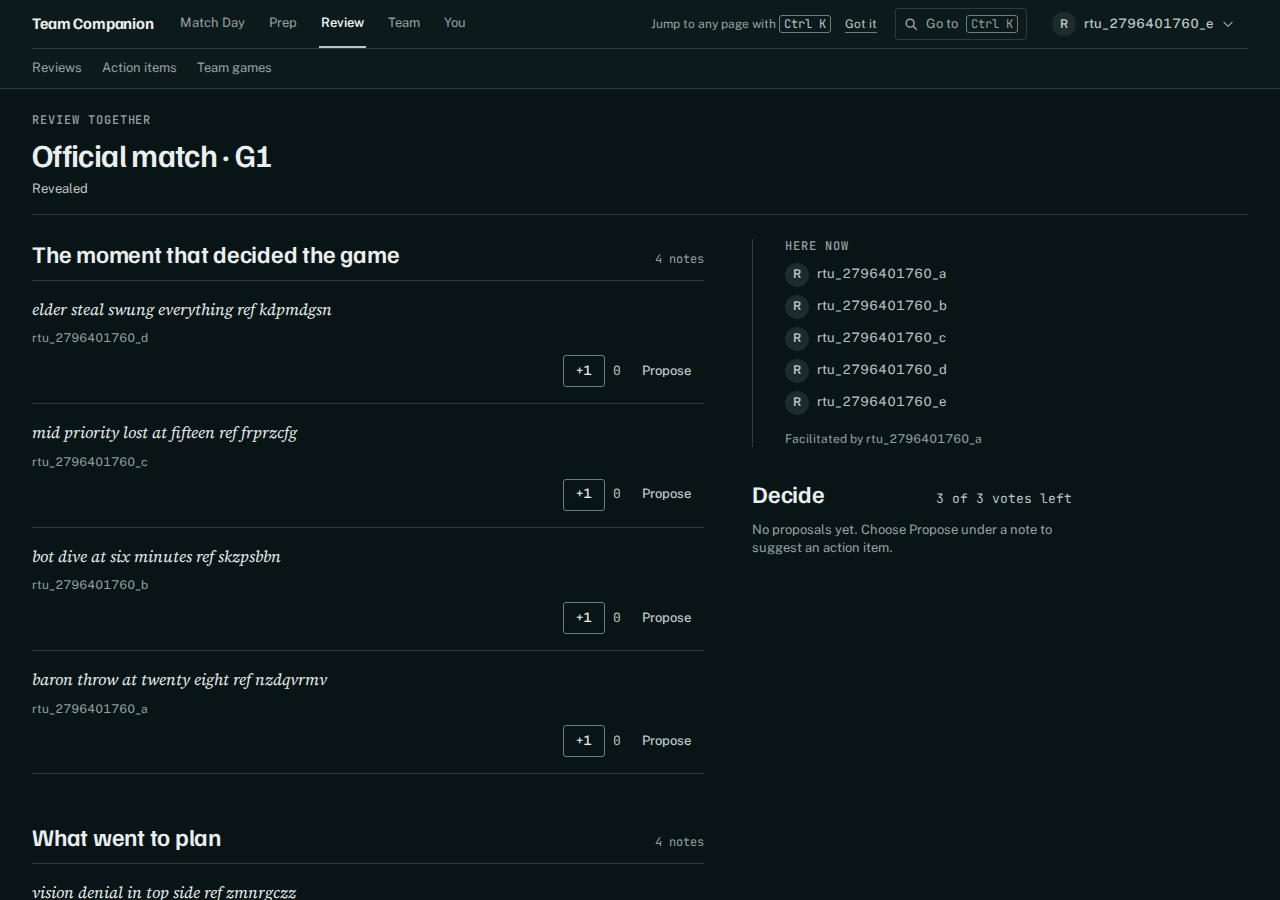 Team Companion Match Day Prep Review Team You Jump to any page with Ctrl K Got it Go to Ctrl K R rtu_2796401760_e
Reviews Action items Team games
REVIEW TOGETHER
Official match · G1
Revealed
The moment that decided the game 4 notes
elder steal swung everything ref kdpmdgsn
rtu_2796401760_d
+1 0 Propose
mid priority lost at fifteen ref frprzcfg
rtu_2796401760_c
+1 0 Propose
bot dive at six minutes ref skzpsbbn
rtu_2796401760_b
+1 0 Propose
baron throw at twenty eight ref nzdqvrmv
rtu_2796401760_a
+1 0 Propose
What went to plan 4 notes
vision denial in top side ref zmnrgczz
HERE NOW
R rtu_2796401760_a
R rtu_2796401760_b
R rtu_2796401760_c
R rtu_2796401760_d
R rtu_2796401760_e
Facilitated by rtu_2796401760_a
Decide 3 of 3 votes left
No proposals yet. Choose Propose under a note to
suggest an action item.